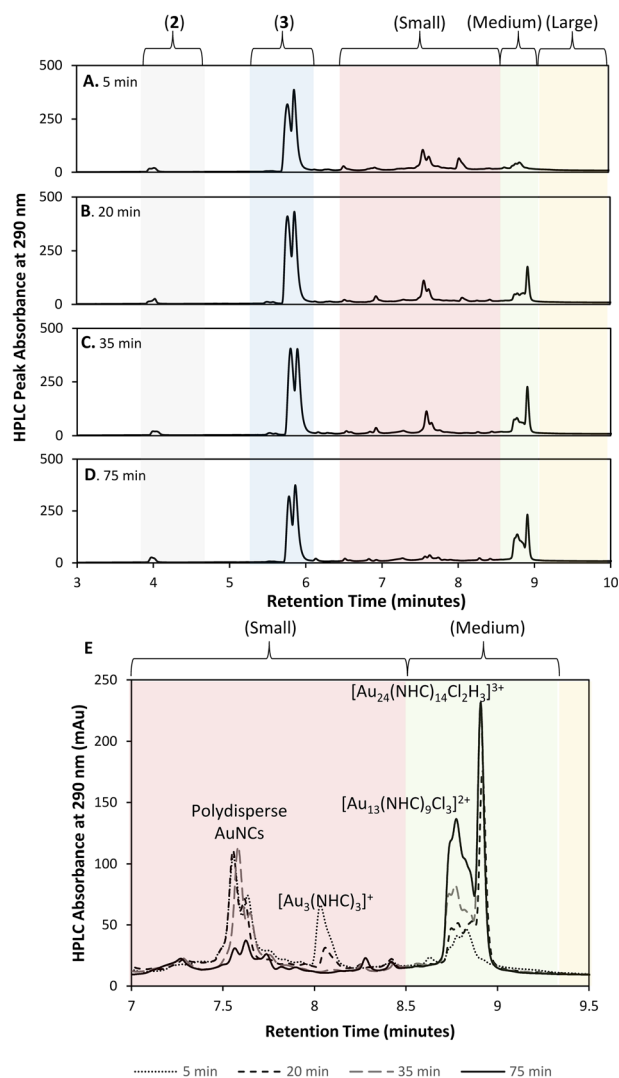 (2) (3) (Small) (Medium) (Large)
HPLC Peak Absorbance at 290 nm
500
A. 5 min
250
0
500
B. 20 min
250
0
500
C. 35 min
250
0
500
D. 75 min
250
0
3 4 5 6 7 8 9 10
Retention Time (minutes)
(Small) (Medium)
E
HPLC Absorbance at 290 nm (mAu)
250
200
150
100
50
0
[Au₂₄(NHC)₁₄Cl₂H₃]³⁺
[Au₁₃(NHC)₉Cl₃]²⁺
Polydisperse
AuNCs
[Au₃(NHC)₃]⁺
7 7.5 8 8.5 9 9.5
Retention Time (minutes)
5 min 20 min 35 min 75 min